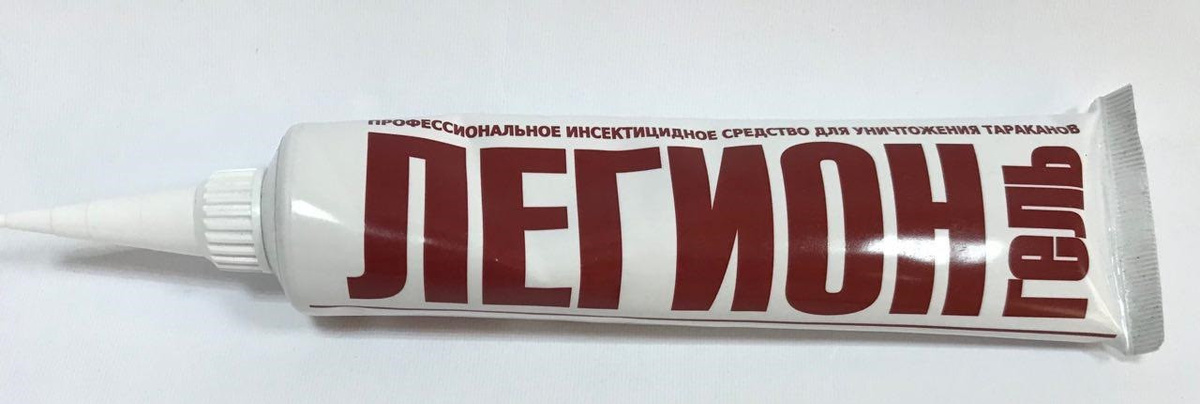 ПРОФЕССИОНАЛЬНОЕ ИНСЕКТИЦИДНОЕ СРЕДСТВО ДЛЯ УНИЧТОЖЕНИЯ ТАРАКАНОВ
ЛЕГИОН
гель